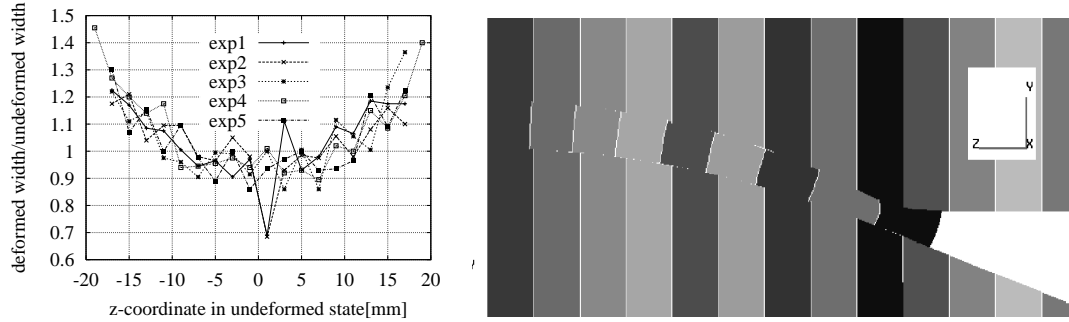 1.5
1.4
1.3
1.2
1.1
1
0.9
0.8
0.7
0.6
-20 -15 -10 -5 0 5 10 15 20
deformed width/undeformed width
z-coordinate in undeformed state[mm]
exp1
exp2
exp3
exp4
exp5
Y
Z X